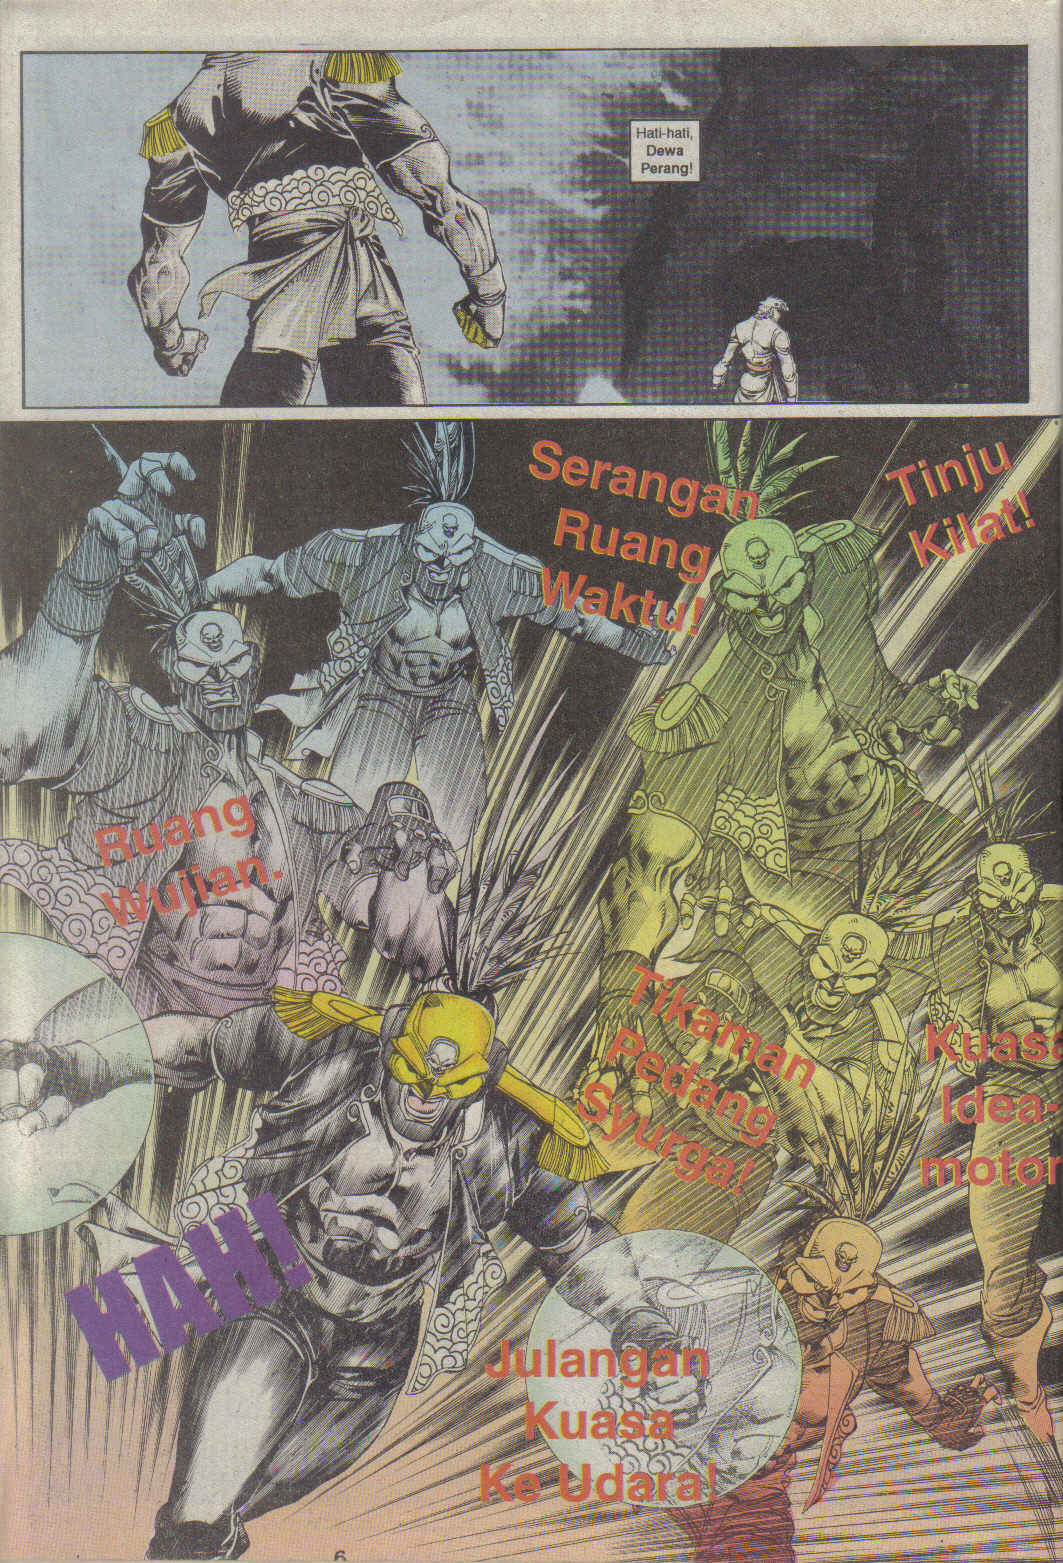 Hati-hati,
Dewa
Perang!
Serangan
Ruang
Waktu!
Tinju
Kilat!
Ruang
Wujian.
Tikaman
Pedang
Syurga!
Kuasa
Idea-
motor
HAH!
Julangan
Kuasa
Ke Udara!
6